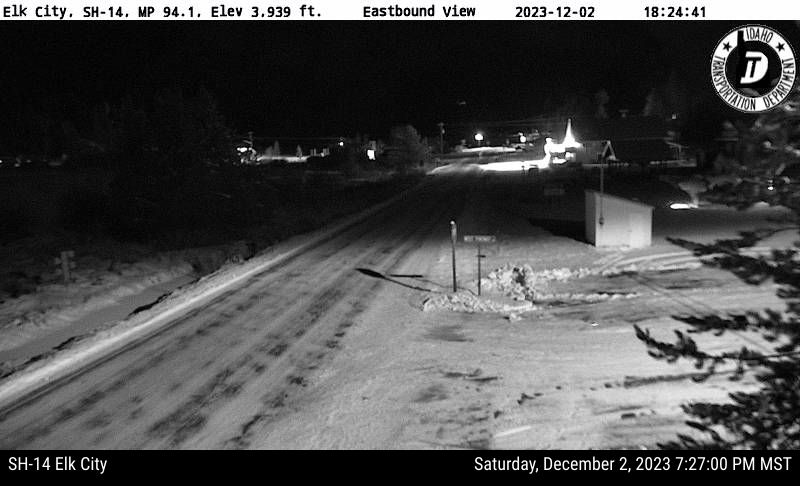 Elk City, SH-14, MP 94.1, Elev 3,939 ft. Eastbound View 2023-12-02 18:24:41
IDAHO
TRANSPORTATION DEPARTMENT
SH-14 Elk City
Saturday, December 2, 2023 7:27:00 PM MST